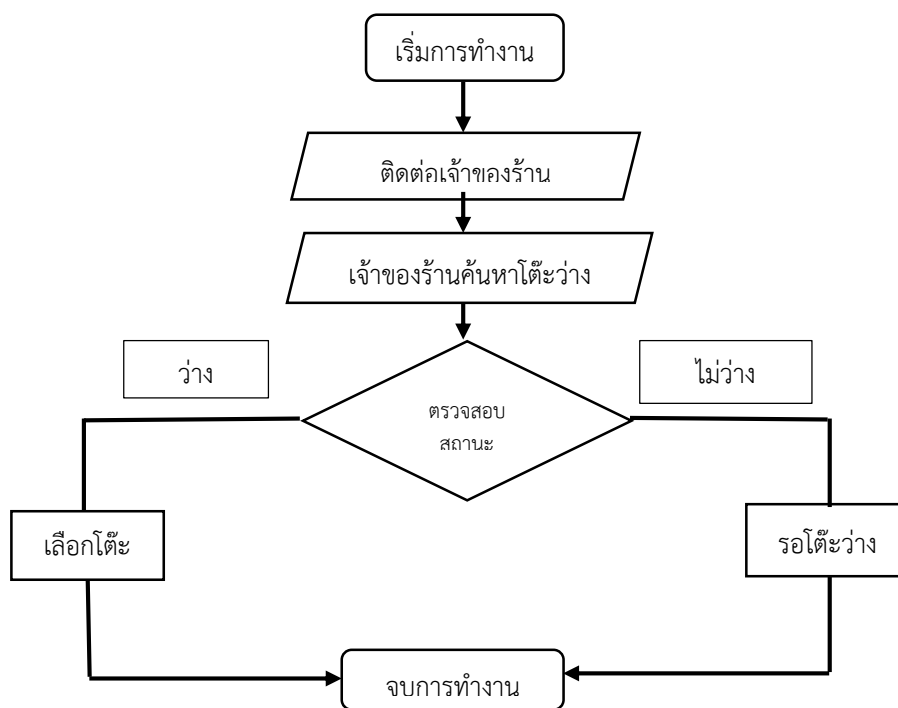 เริ่มการทำงาน
ติดต่อเจ้าของร้าน
เจ้าของร้านค้นหาโต๊ะว่าง
ว่าง
ไม่ว่าง
ตรวจสอบ
สถานะ
เลือกโต๊ะ
รอโต๊ะว่าง
จบการทำงาน